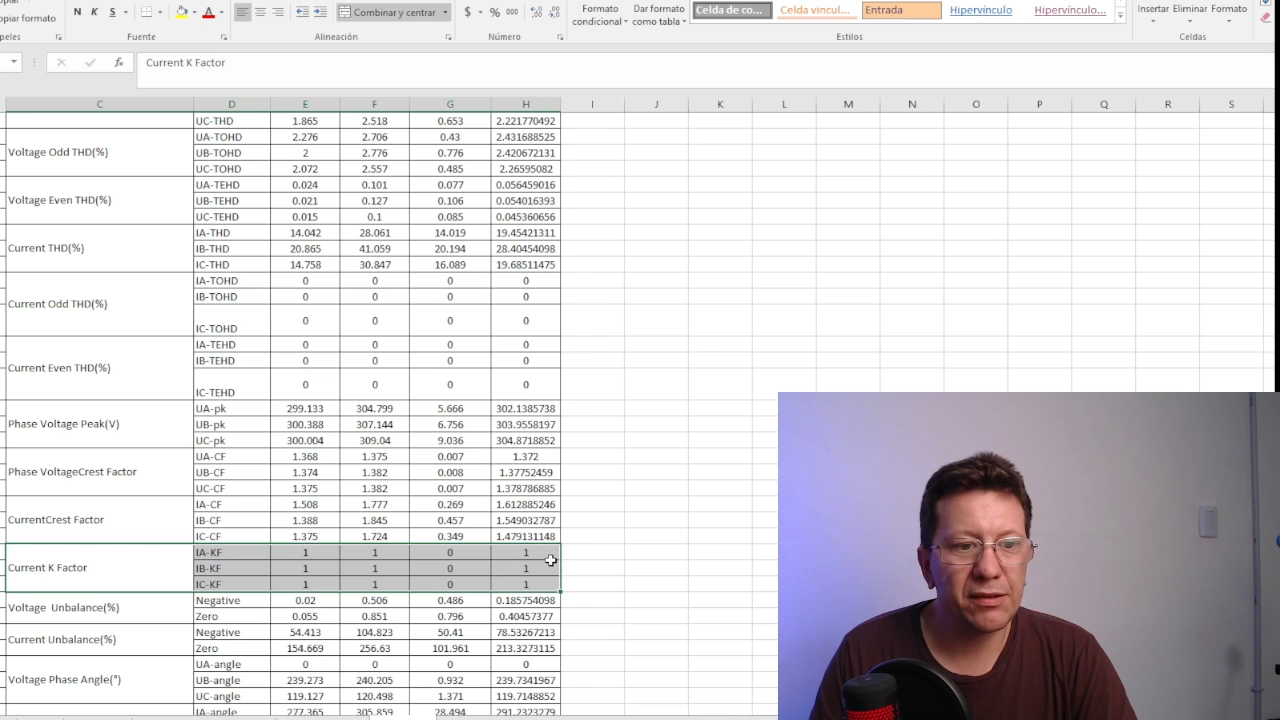 Copiar formato
Papeles
N K S
Fuente
Combinar y centrar
Alineación
$ % 000
Número
Formato condicional
Dar formato como tabla
Celda de co...
Celda vincul...
Entrada
Hipervínculo
Hipervínculo...
Estilos
Insertar Eliminar Formato
Celdas
fx Current K Factor
C D E F G H I J K L M N O P Q R S
UC-THD 1.865 2.518 0.653 2.221770492
UA-TOHD 2.276 2.706 0.43 2.431688525
Voltage Odd THD(%) UB-TOHD 2 2.776 0.776 2.420672131
UC-TOHD 2.072 2.557 0.485 2.26595082
UA-TEHD 0.024 0.101 0.077 0.056459016
Voltage Even THD(%) UB-TEHD 0.021 0.127 0.106 0.054016393
UC-TEHD 0.015 0.1 0.085 0.045360656
IA-THD 14.042 28.061 14.019 19.45421311
Current THD(%) IB-THD 20.865 41.059 20.194 28.40454098
IC-THD 14.758 30.847 16.089 19.68511475
IA-TOHD 0 0 0 0
Current Odd THD(%) IB-TOHD 0 0 0 0
IC-TOHD 0 0 0 0
IA-TEHD 0 0 0 0
Current Even THD(%) IB-TEHD 0 0 0 0
IC-TEHD 0 0 0 0
UA-pk 299.133 304.799 5.666 302.1385738
Phase Voltage Peak(V) UB-pk 300.388 307.144 6.756 303.9558197
UC-pk 300.004 309.04 9.036 304.8718852
UA-CF 1.368 1.375 0.007 1.372
Phase VoltageCrest Factor UB-CF 1.374 1.382 0.008 1.37752459
UC-CF 1.375 1.382 0.007 1.378786885
IA-CF 1.508 1.777 0.269 1.612885246
CurrentCrest Factor IB-CF 1.388 1.845 0.457 1.549032787
IC-CF 1.375 1.724 0.349 1.479131148
IA-KF 1 1 0 1
Current K Factor IB-KF 1 1 0 1
IC-KF 1 1 0 1
Voltage Unbalance(%) Negative 0.02 0.506 0.486 0.185754098
Zero 0.055 0.851 0.796 0.40457377
Current Unbalance(%) Negative 54.413 104.823 50.41 78.53267213
Zero 154.669 256.63 101.961 213.3273115
UA-angle 0 0 0 0
Voltage Phase Angle(°) UB-angle 239.273 240.205 0.932 239.7341967
UC-angle 119.127 120.498 1.371 119.7148852
IA-angle 277.365 305.859 28.494 291.2323279